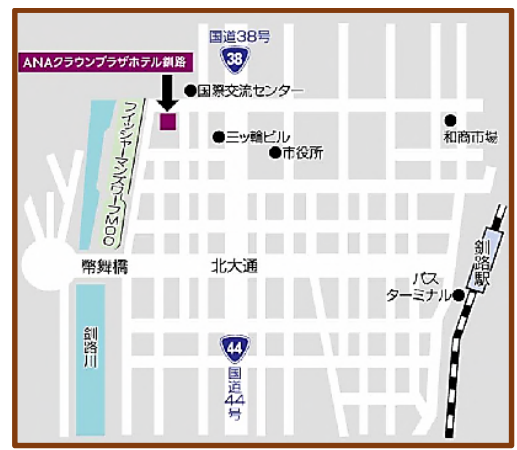 国道38号
38
ANAクラウンプラザホテル釧路
国際交流センター
三ッ輪ビル
市役所
和商市場
フィッシャーマンズワーフMOO
幣舞橋
北大通
釧路駅
バス
ターミナル
釧路川
44
国道44号